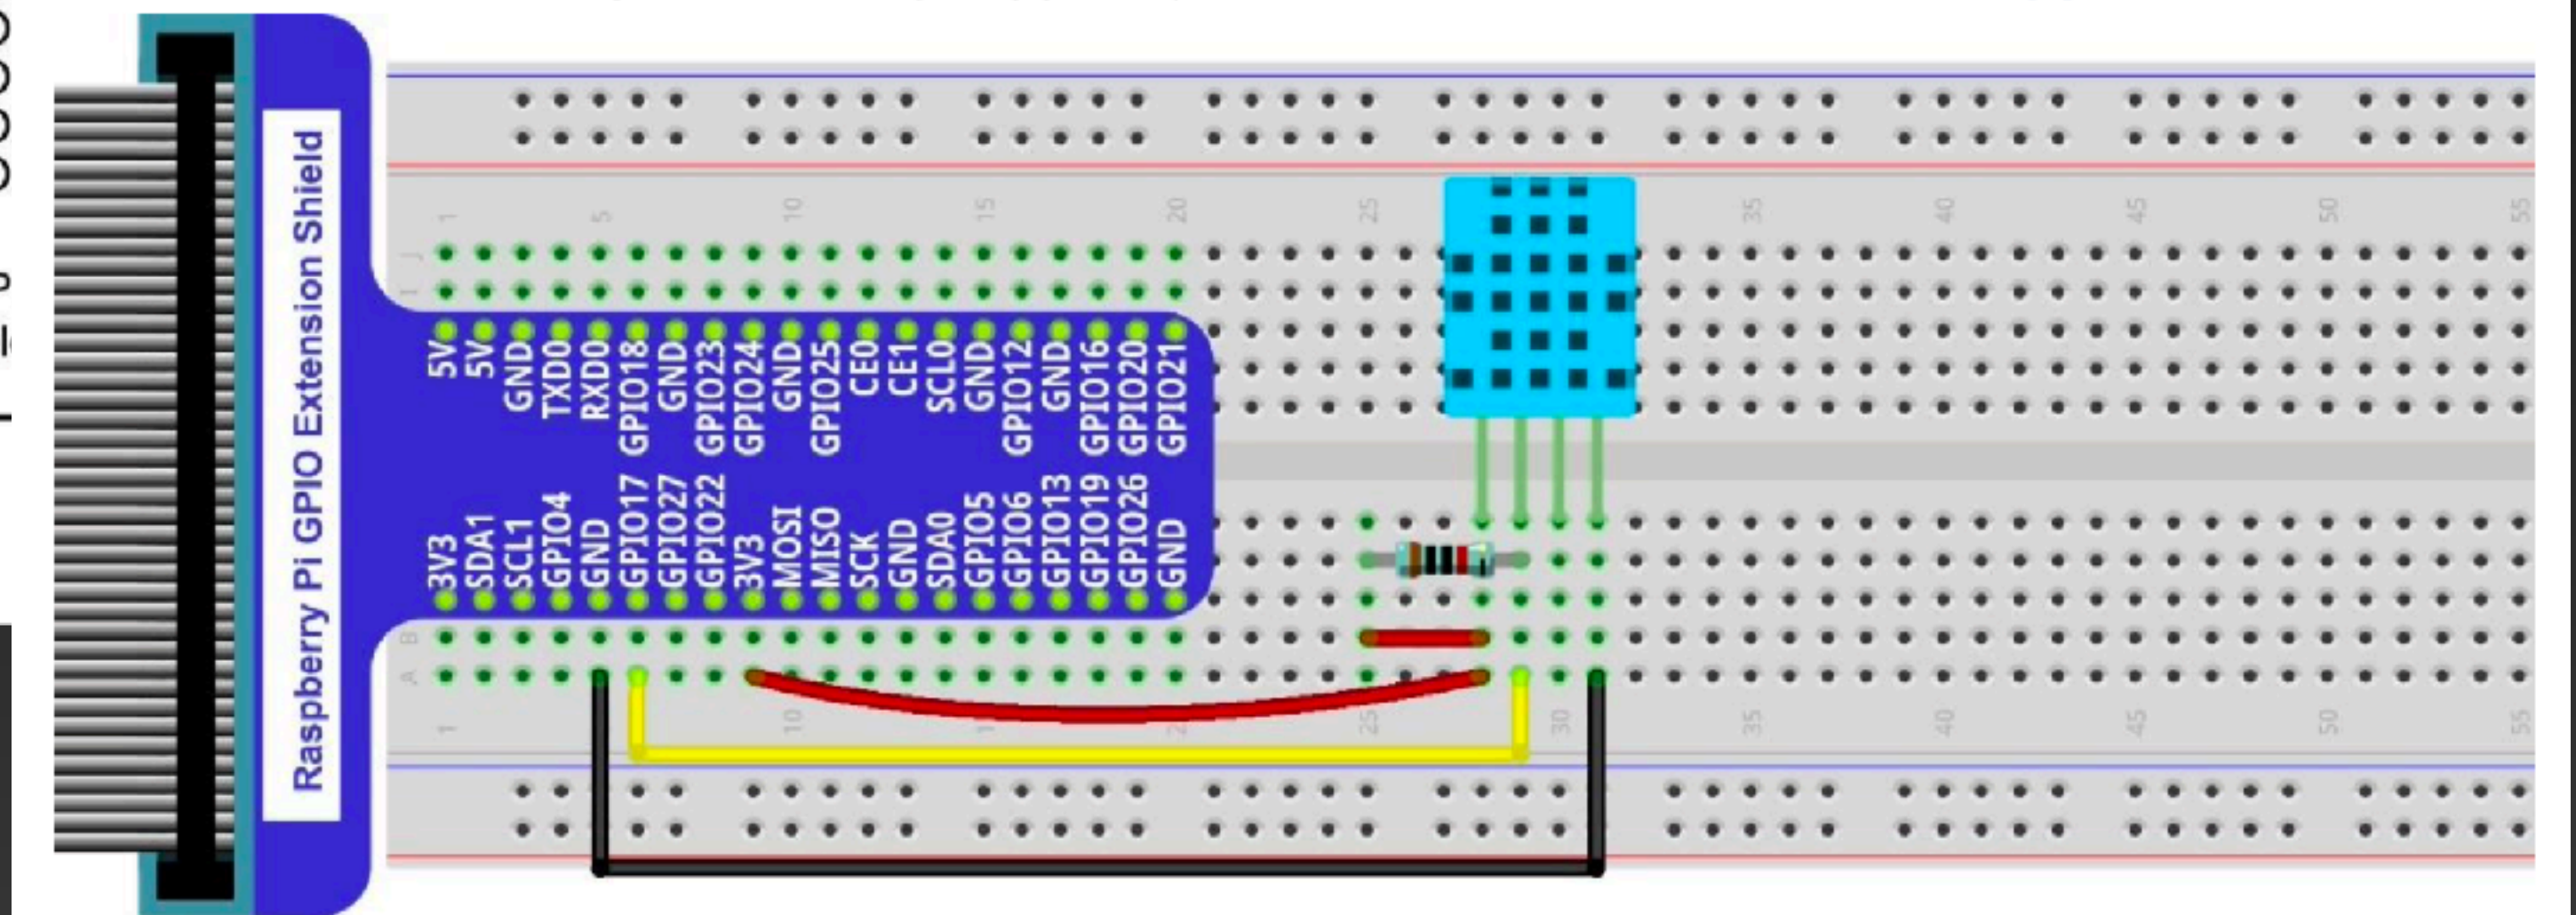 Raspberry Pi GPIO Extension Shield
1 5 10 15 20 25 35 40 45 50 55
J
I
5V 5V GND TXD0 RXD0 GPIO18 GND GPIO23 GPIO24 GND GPIO25 CE0 CE1 SCL0 GND GPIO12 GND GPIO16 GPIO20 GPIO21
3V3 SDA1 SCL1 GPIO4 GND GPIO17 GPIO27 GPIO22 3V3 MOSI MISO SCK GND SDA0 GPIO5 GPIO6 GPIO13 GPIO19 GPIO26 GND
B
A
1 10 25 30 35 40 45 50 55